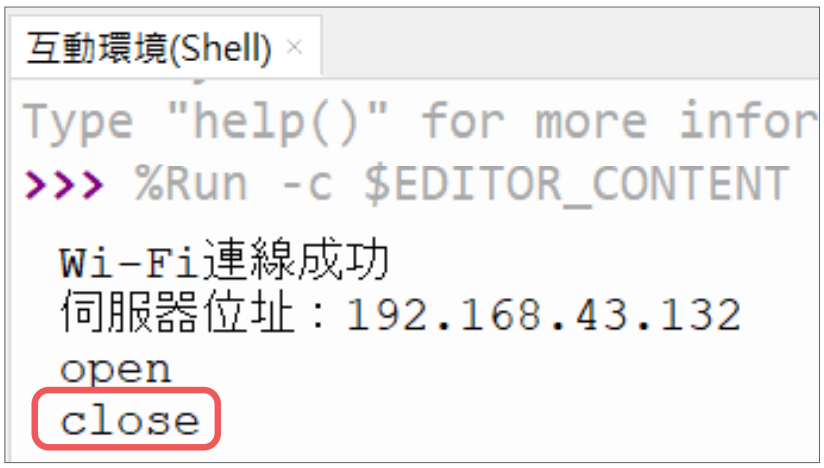 互動環境(Shell) ×
Type "help()" for more infor
>>> %Run -c $EDITOR_CONTENT
Wi-Fi連線成功
伺服器位址：192.168.43.132
open
close